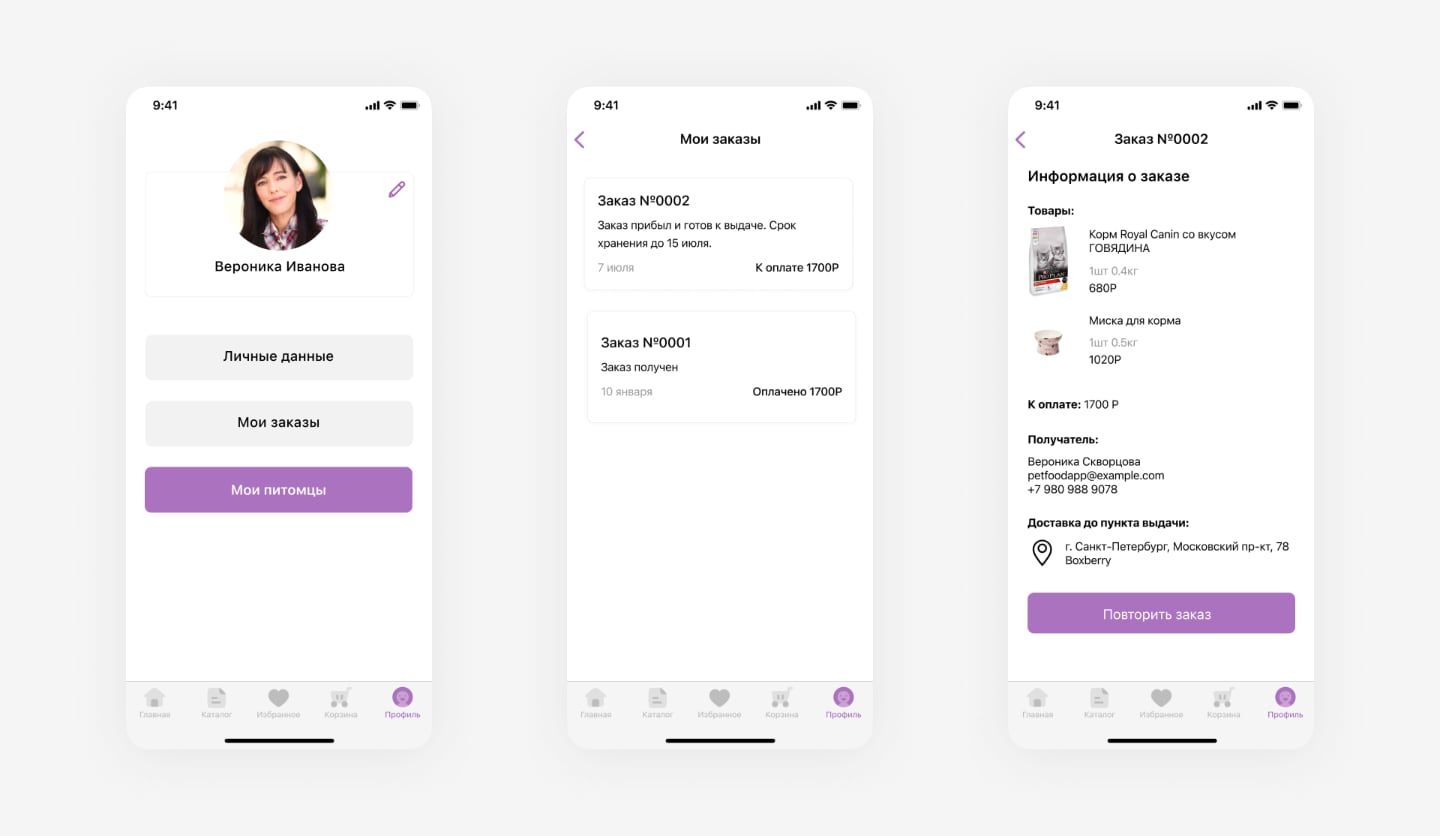 9:41
Вероника Иванова
Личные данные
Мои заказы
Мои питомцы
Главная
Каталог
Избранное
Корзина
Профиль
9:41
Мои заказы
Заказ №0002
Заказ прибыл и готов к выдаче. Срок
хранения до 15 июля.
7 июля
К оплате 1700Р
Заказ №0001
Заказ получен
10 января
Оплачено 1700Р
Главная
Каталог
Избранное
Корзина
Профиль
9:41
Заказ №0002
Информация о заказе
Товары:
PRO PLAN
Корм Royal Canin со вкусом
ГОВЯДИНА
1шт 0.4кг
680Р
Миска для корма
1шт 0.5кг
1020Р
К оплате: 1700 Р
Получатель:
Вероника Скворцова
petfoodapp@example.com
+7 980 988 9078
Доставка до пункта выдачи:
г. Санкт-Петербург, Московский пр-кт, 78
Boxberry
Повторить заказ
Главная
Каталог
Избранное
Корзина
Профиль